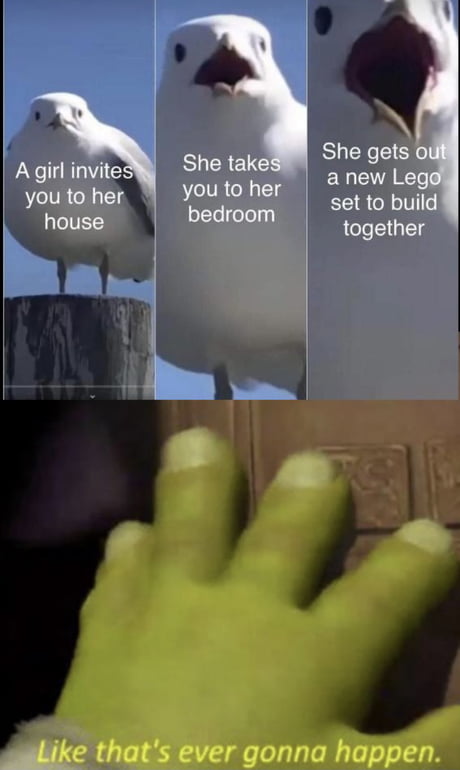 A girl invites
you to her
house
She takes
you to her
bedroom
She gets out
a new Lego
set to build
together
Like that's ever gonna happen.